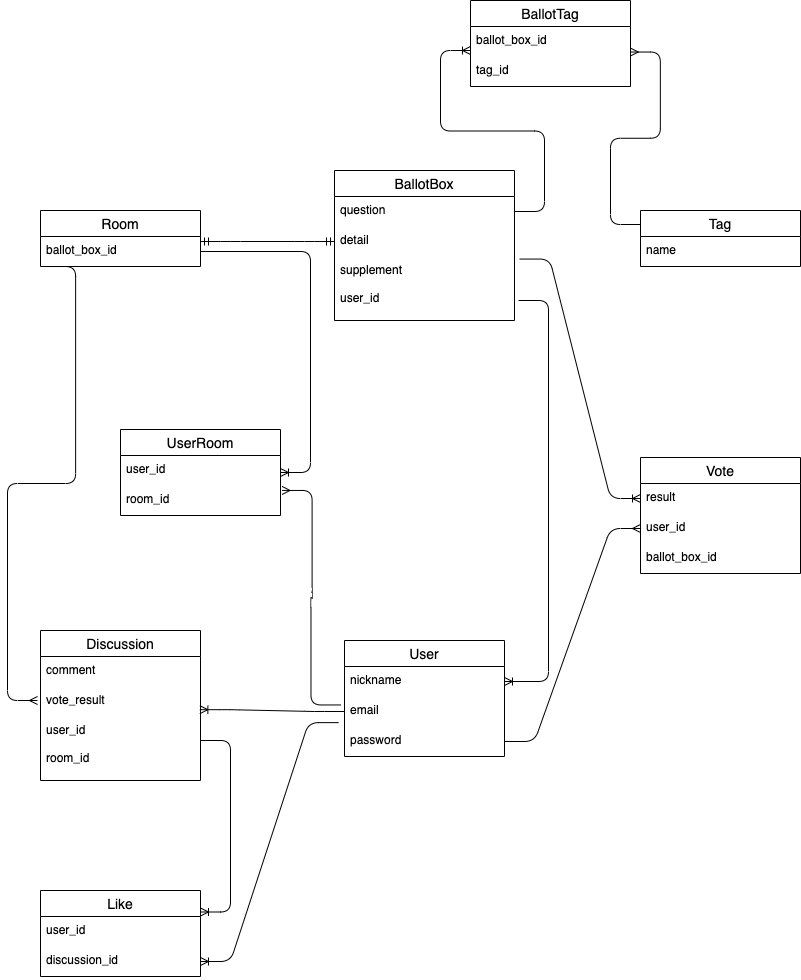 BallotTag
ballot_box_id
tag_id
BallotBox
question
detail
supplement
user_id
Room
ballot_box_id
Tag
name
UserRoom
user_id
room_id
Vote
result
user_id
ballot_box_id
Discussion
comment
vote_result
user_id
room_id
User
nickname
email
password
Like
user_id
discussion_id